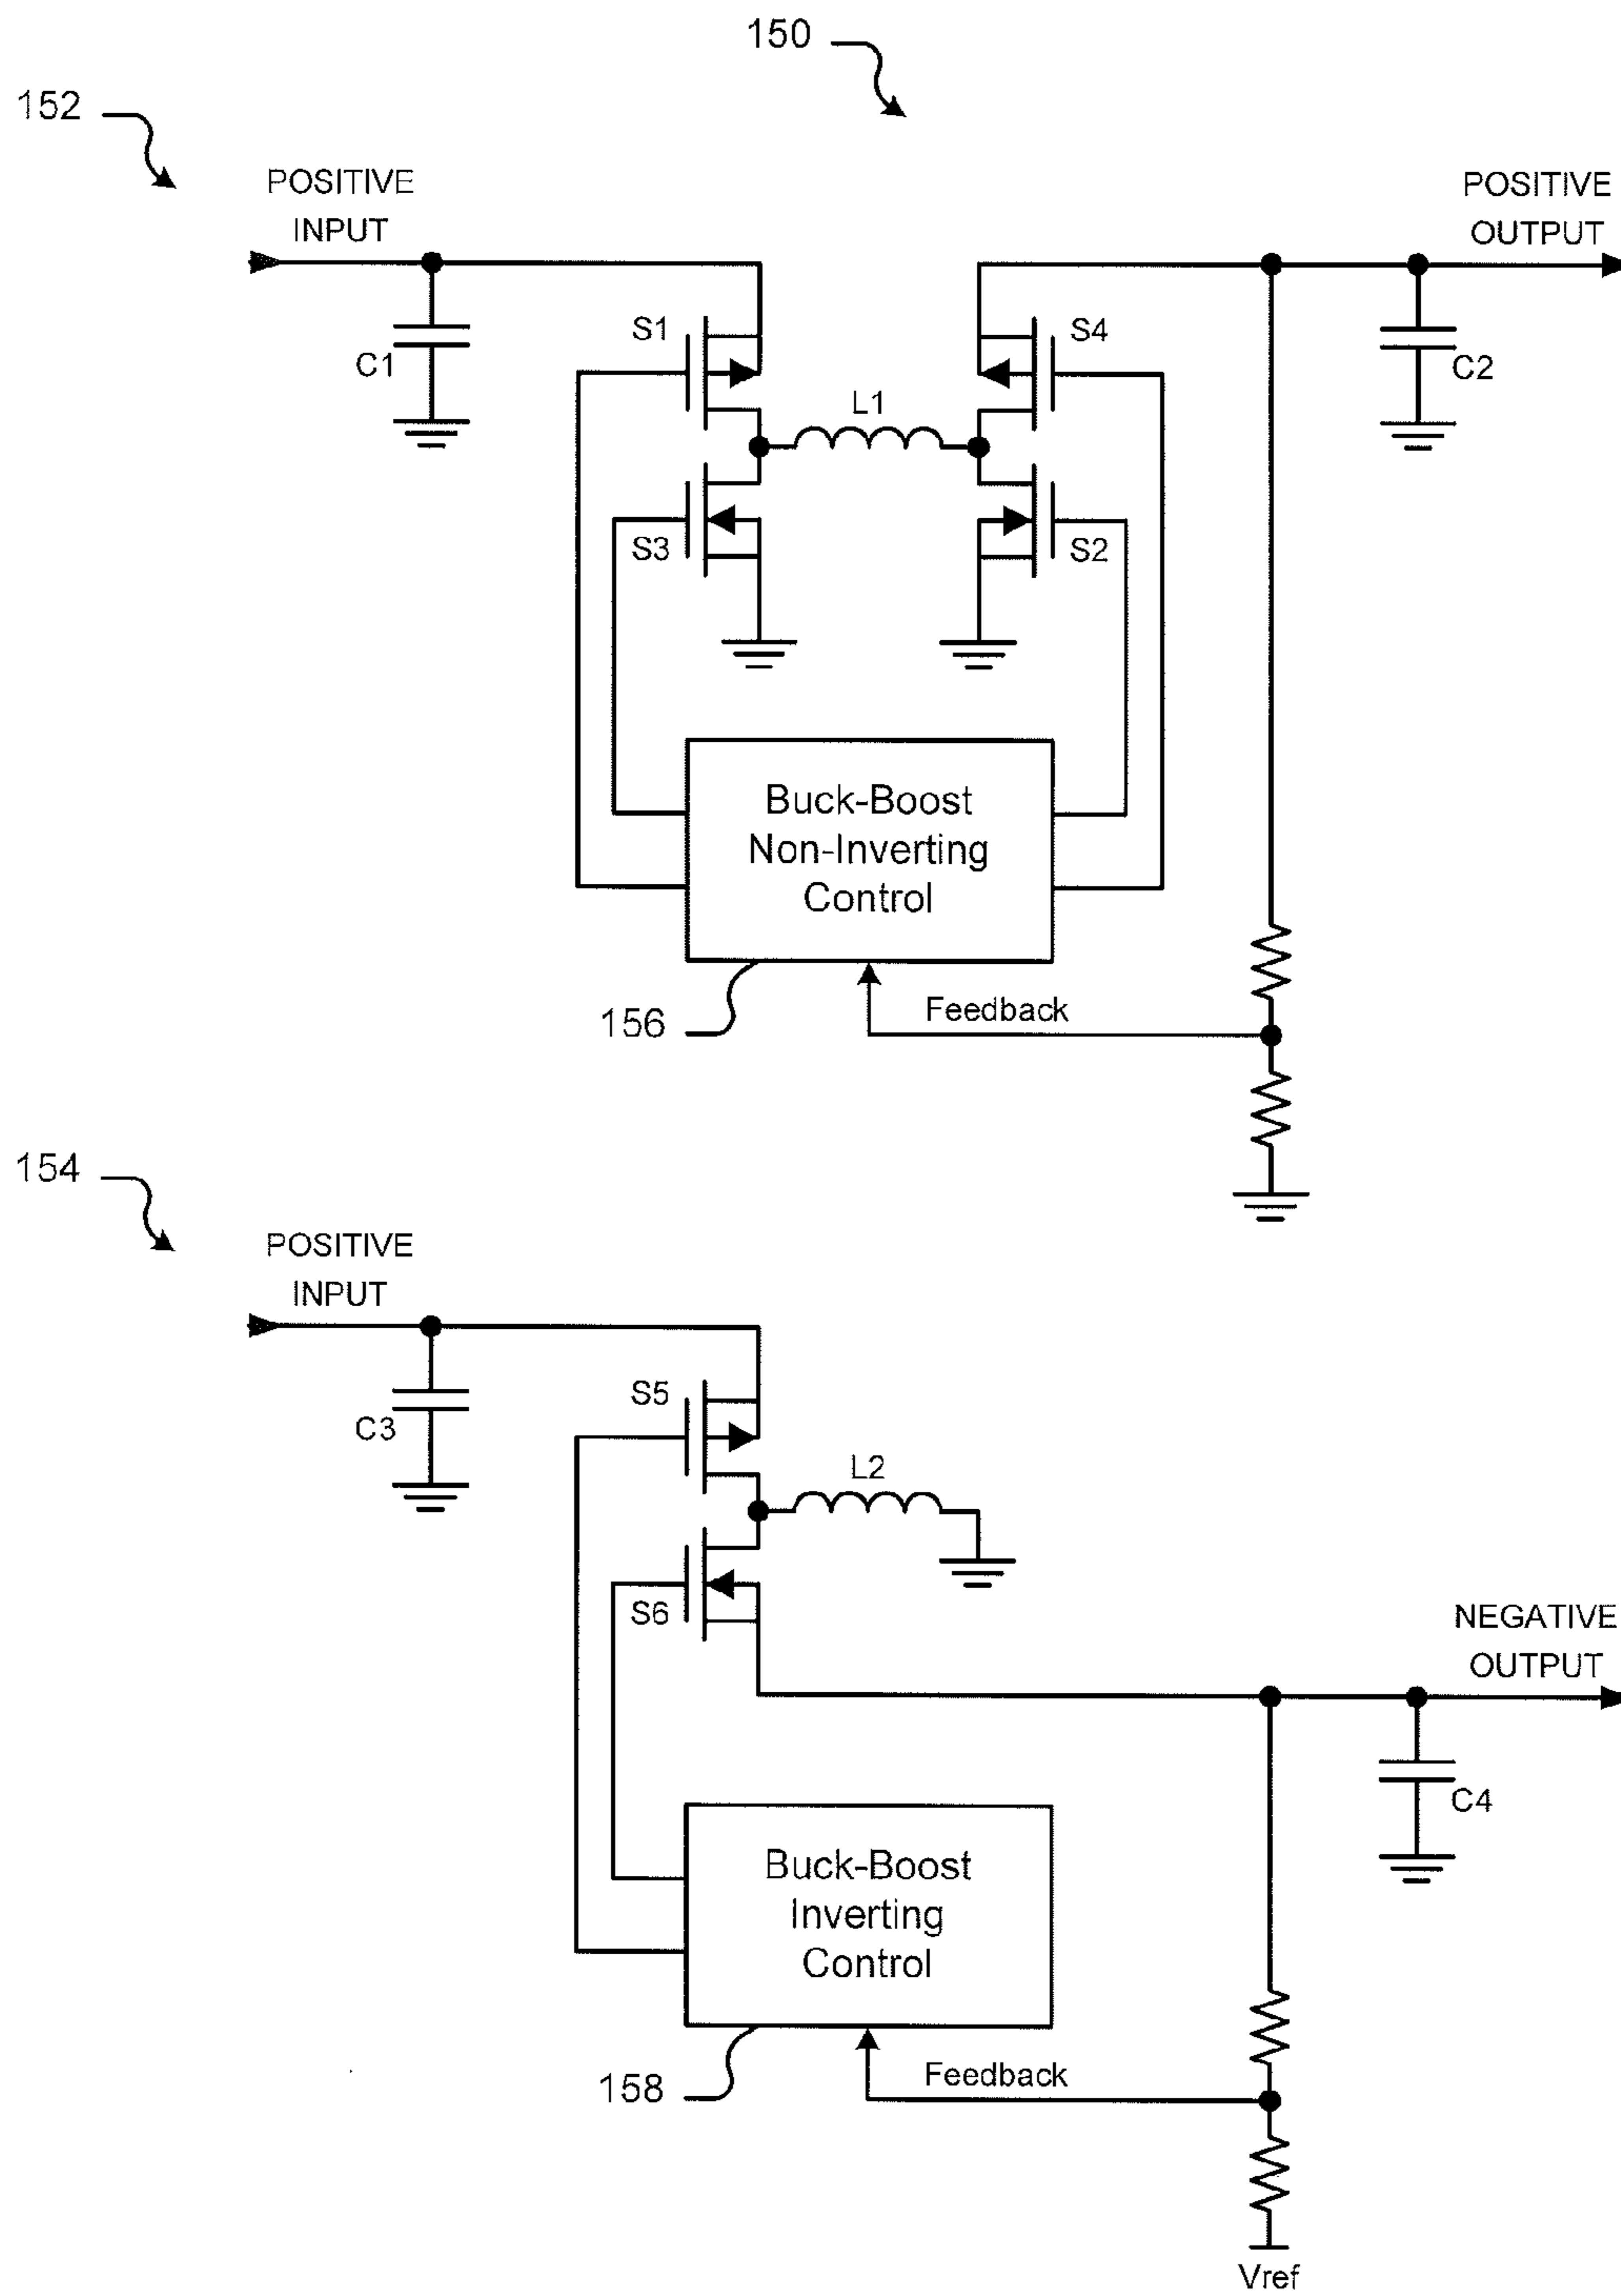 150
152
POSITIVE
INPUT
POSITIVE
OUTPUT
S1
S4
C1
C2
L1
S3
S2
Buck-Boost
Non-Inverting
Control
156
Feedback
154
POSITIVE
INPUT
S5
C3
L2
S6
NEGATIVE
OUTPUT
C4
Buck-Boost
Inverting
Control
158
Feedback
Vref